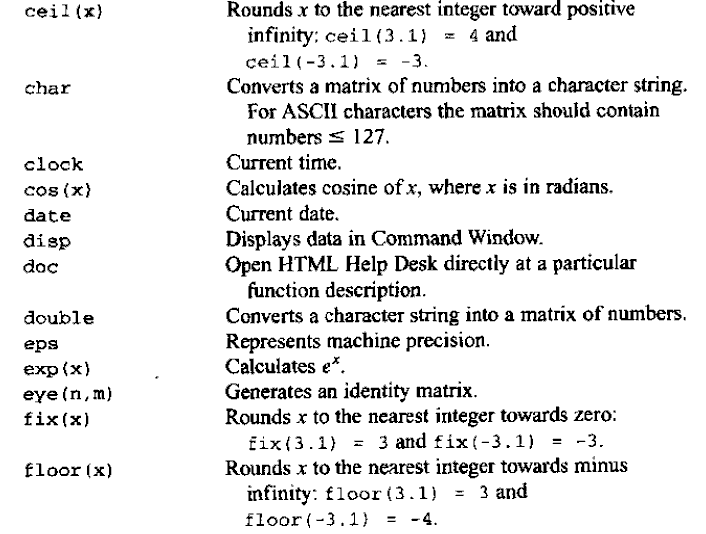 ceil(x) Rounds x to the nearest integer toward positive
infinity: ceil(3.1) = 4 and
ceil(-3.1) = -3.
char Converts a matrix of numbers into a character string.
For ASCII characters the matrix should contain
numbers ≤ 127.
clock Current time.
cos(x) Calculates cosine of x, where x is in radians.
date Current date.
disp Displays data in Command Window.
doc Open HTML Help Desk directly at a particular
function description.
double Converts a character string into a matrix of numbers.
eps Represents machine precision.
exp(x) Calculates eˣ.
eye(n,m) Generates an identity matrix.
fix(x) Rounds x to the nearest integer towards zero:
fix(3.1) = 3 and fix(-3.1) = -3.
floor(x) Rounds x to the nearest integer towards minus
infinity: floor(3.1) = 3 and
floor(-3.1) = -4.